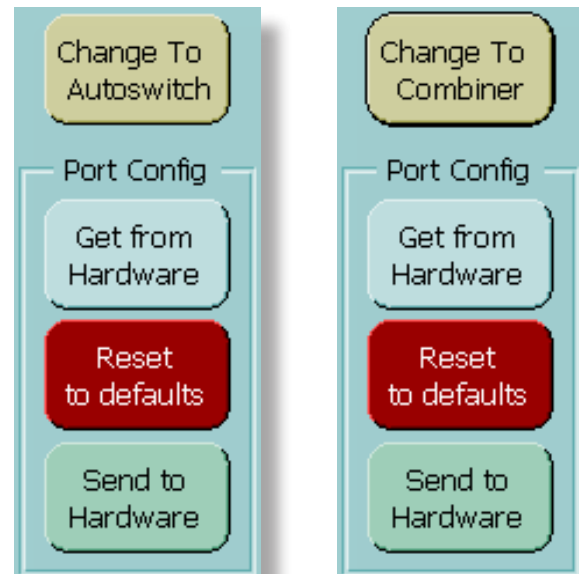 Change To
Autoswitch
Port Config
Get from
Hardware
Reset
to defaults
Send to
Hardware
Change To
Combiner
Port Config
Get from
Hardware
Reset
to defaults
Send to
Hardware